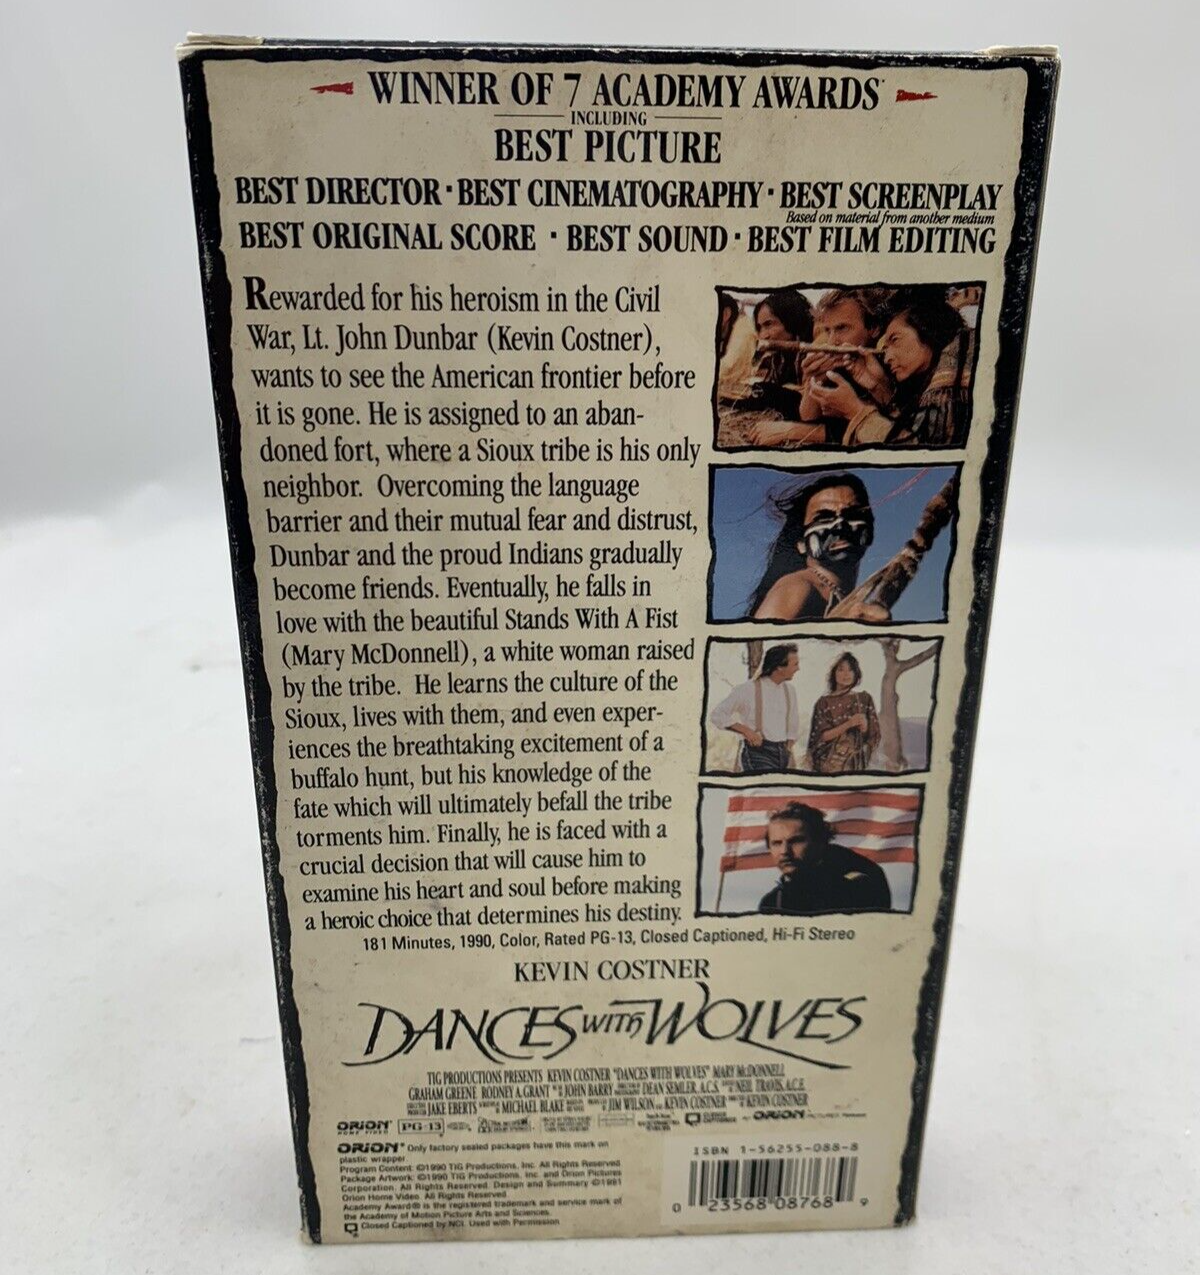 WINNER OF 7 ACADEMY AWARDS
INCLUDING
BEST PICTURE
BEST DIRECTOR · BEST CINEMATOGRAPHY · BEST SCREENPLAY
Based on material from another medium
BEST ORIGINAL SCORE · BEST SOUND · BEST FILM EDITING
Rewarded for his heroism in the Civil
War, Lt. John Dunbar (Kevin Costner),
wants to see the American frontier before
it is gone. He is assigned to an aban-
doned fort, where a Sioux tribe is his only
neighbor. Overcoming the language
barrier and their mutual fear and distrust,
Dunbar and the proud Indians gradually
become friends. Eventually, he falls in
love with the beautiful Stands With A Fist
(Mary McDonnell), a white woman raised
by the tribe. He learns the culture of the
Sioux, lives with them, and even exper-
iences the breathtaking excitement of a
buffalo hunt, but his knowledge of the
fate which will ultimately befall the tribe
torments him. Finally, he is faced with a
crucial decision that will cause him to
examine his heart and soul before making
a heroic choice that determines his destiny.
181 Minutes, 1990, Color, Rated PG-13, Closed Captioned, Hi-Fi Stereo
KEVIN COSTNER
DANCES WITH WOLVES
TIG PRODUCTIONS PRESENTS KEVIN COSTNER "DANCES WITH WOLVES" MARY McDONNELL
GRAHAM GREENE RODNEY A. GRANT JOHN BARRY DEAN SEMLER, A.C.S. NEIL TRAVIS, A.C.E.
JAKE EBERTS MICHAEL BLAKE JIM WILSON KEVIN COSTNER KEVIN COSTNER
ORION HOME VIDEO PG-13 ORION PICTURES
ORION® Only factory sealed packages have this mark on
plastic wrapper.
Program Content: ©1990 TIG Productions, Inc. All Rights Reserved
Package Artwork: ©1990 TIG Productions, Inc. and Orion Pictures
Corporation. All Rights Reserved. Design and Summary ©1991
Orion Home Video. All Rights Reserved.
Academy Award® is the registered trademark and service mark of
the Academy of Motion Picture Arts and Sciences.
Closed Captioned by NCI. Used with Permission
ISBN 1-56255-088-8
0 23568 08768 9